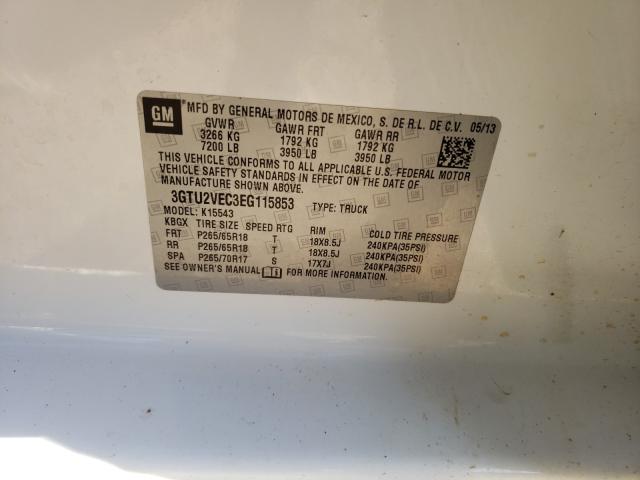 GM ®MFD BY GENERAL MOTORS DE MEXICO, S. DE R.L. DE C.V. 05/13
GVWR GAWR FRT GAWR RR
3266 KG 1792 KG 1792 KG
7200 LB 3950 LB 3950 LB
THIS VEHICLE CONFORMS TO ALL APPLICABLE U.S. FEDERAL MOTOR
VEHICLE SAFETY STANDARDS IN EFFECT ON THE DATE OF
MANUFACTURE SHOWN ABOVE.
3GTU2VEC3EG115853 TYPE: TRUCK
MODEL: K15543
KBGX TIRE SIZE SPEED RTG RIM COLD TIRE PRESSURE
FRT P265/65R18 T 18X8.5J 240KPA(35PSI)
RR P265/65R18 T 18X8.5J 240KPA(35PSI)
SPA P265/70R17 S 17X7J 240KPA(35PSI)
SEE OWNER'S MANUAL FOR MORE INFORMATION.